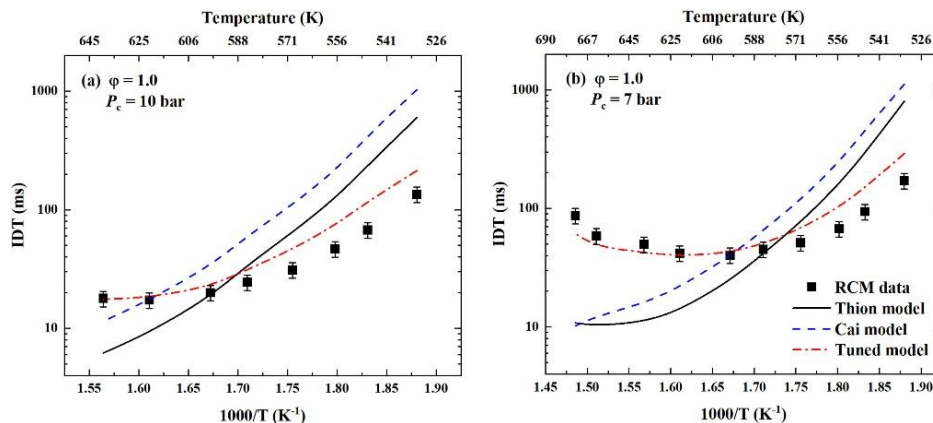 Temperature (K)
645 625 606 588 571 556 541 526
(a) φ = 1.0
Pc = 10 bar
1000
100
10
IDT (ms)
1.55 1.60 1.65 1.70 1.75 1.80 1.85 1.90
1000/T (K-1)
Temperature (K)
690 667 645 625 606 588 571 556 541 526
(b) φ = 1.0
Pc = 7 bar
1000
100
10
IDT (ms)
RCM data
Thion model
Cai model
Tuned model
1.45 1.50 1.55 1.60 1.65 1.70 1.75 1.80 1.85 1.90
1000/T (K-1)